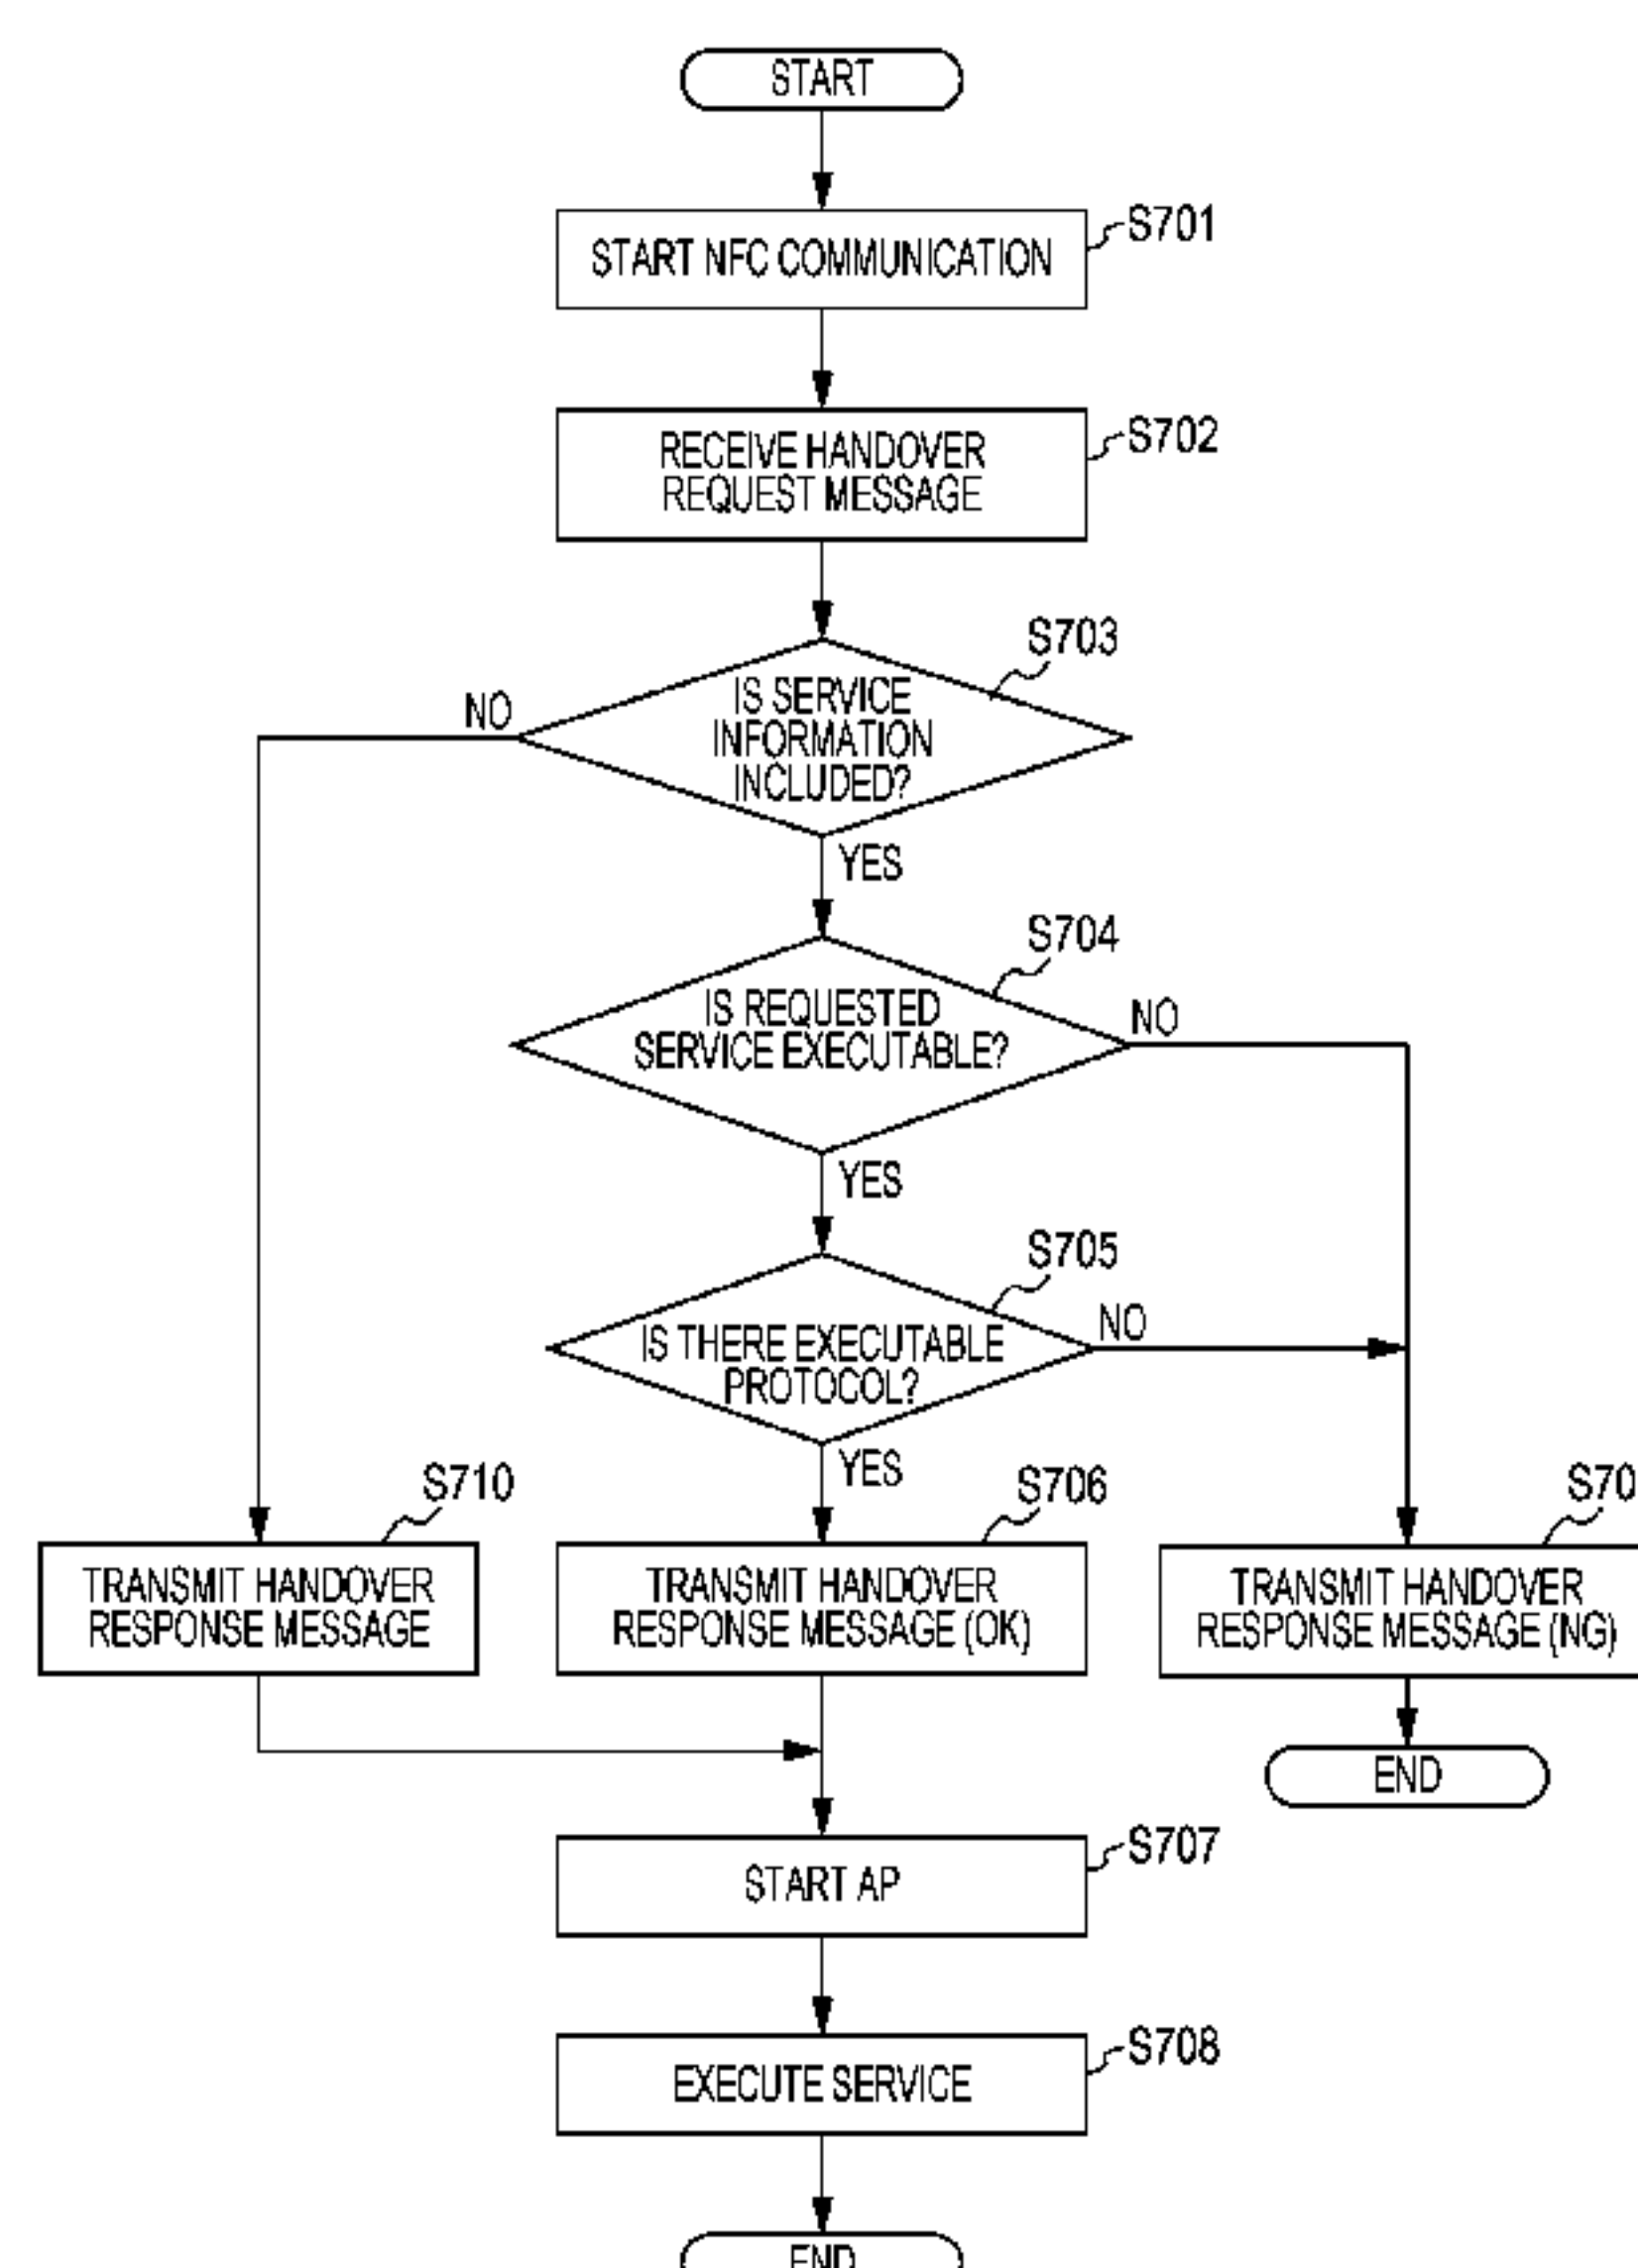 START
S701
START NFC COMMUNICATION
S702
RECEIVE HANDOVER
REQUEST MESSAGE
S703
NO
IS SERVICE
INFORMATION
INCLUDED?
YES
S704
IS REQUESTED
SERVICE EXECUTABLE?
NO
YES
S705
IS THERE EXECUTABLE
PROTOCOL?
NO
YES
S710
TRANSMIT HANDOVER
RESPONSE MESSAGE
S706
TRANSMIT HANDOVER
RESPONSE MESSAGE (OK)
S70
TRANSMIT HANDOVER
RESPONSE MESSAGE (NG)
END
S707
START AP
S708
EXECUTE SERVICE
END